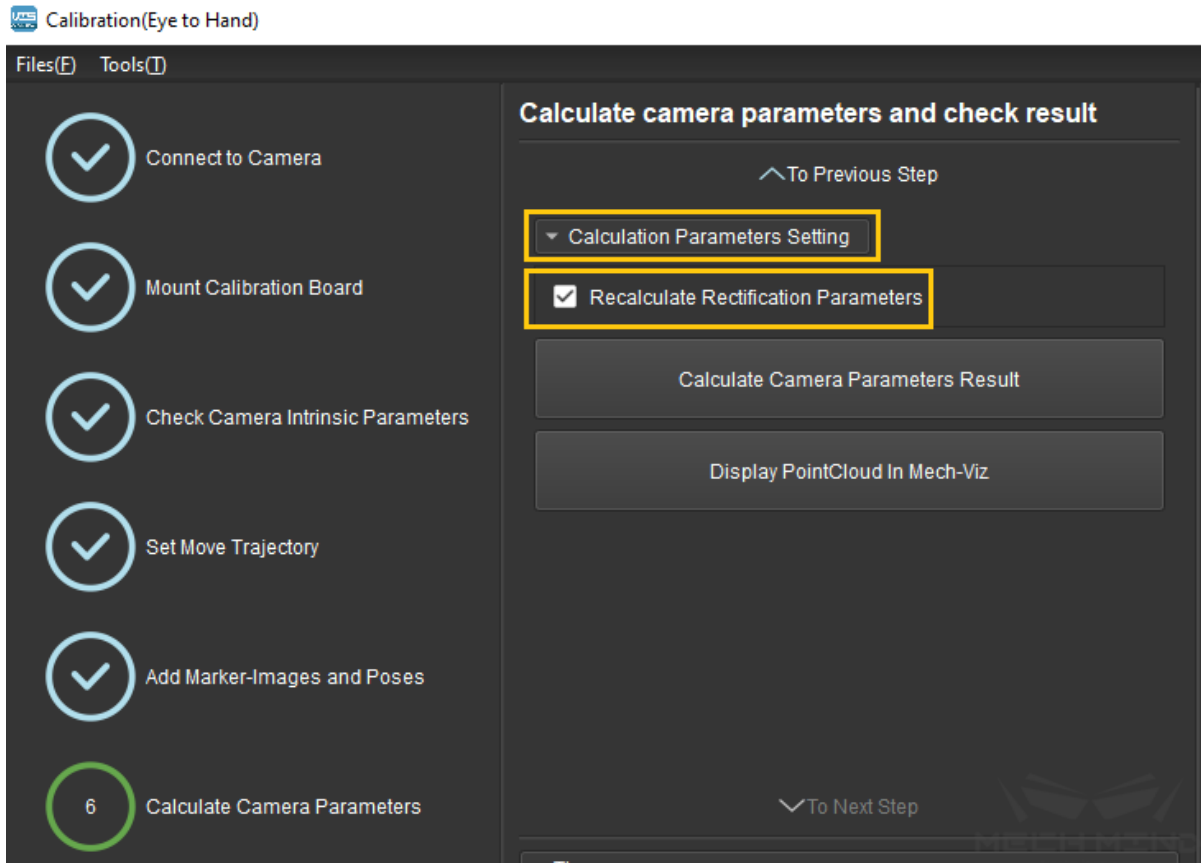 Calibration(Eye to Hand)
Files(F) Tools(T)
Connect to Camera
Mount Calibration Board
Check Camera Intrinsic Parameters
Set Move Trajectory
Add Marker-Images and Poses
6
Calculate Camera Parameters
Calculate camera parameters and check result
To Previous Step
Calculation Parameters Setting
Recalculate Rectification Parameters
Calculate Camera Parameters Result
Display PointCloud In Mech-Viz
To Next Step
MECH MIND